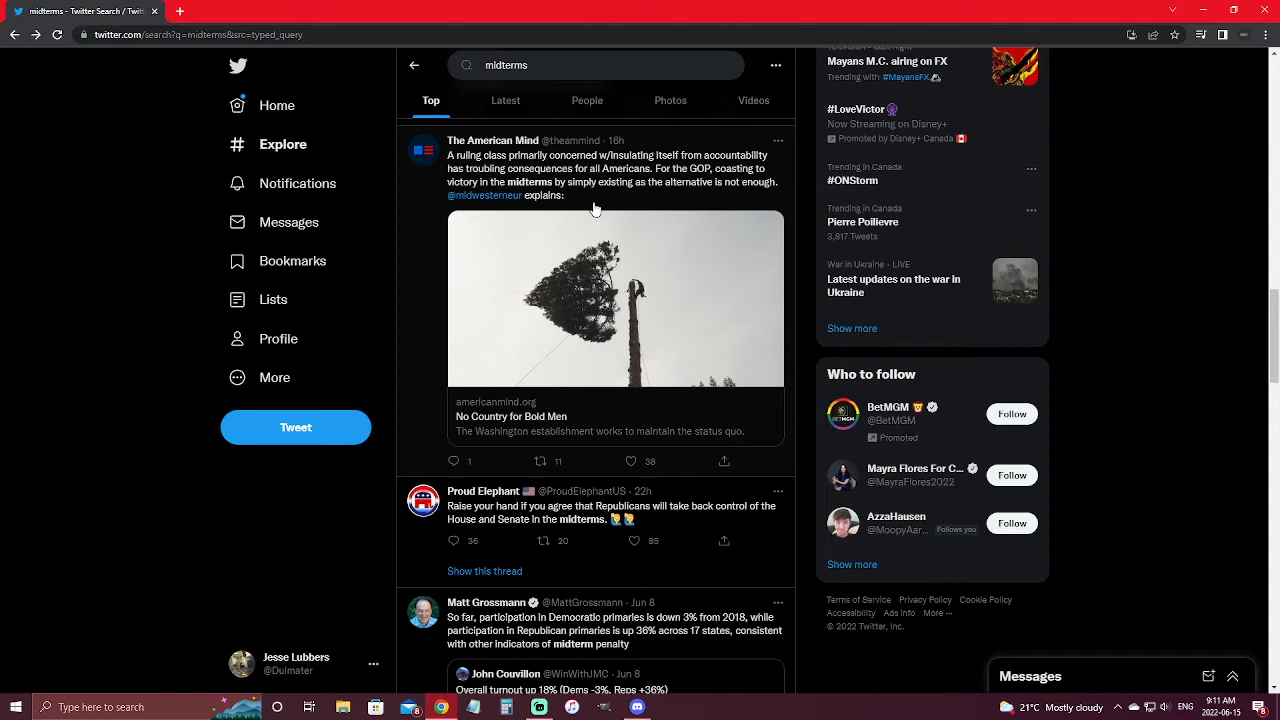 midterms - Twitter Search / Twitt
twitter.com/search?q=midterms&src=typed_query
midterms
Top
Latest
People
Photos
Videos
Home
Explore
Notifications
Messages
Bookmarks
Lists
Profile
More
Tweet
Jesse Lubbers
@Dulmater
The American Mind @theammind · 16h
A ruling class primarily concerned w/insulating itself from accountability
has troubling consequences for all Americans. For the GOP, coasting to
victory in the midterms by simply existing as the alternative is not enough.
@midwesterneur explains:
americanmind.org
No Country for Bold Men
The Washington establishment works to maintain the status quo.
1
11
38
Proud Elephant @ProudElephantUS · 22h
Raise your hand if you agree that Republicans will take back control of the
House and Senate in the midterms.
36
20
85
Show this thread
Matt Grossmann @MattGrossmann · Jun 8
So far, participation in Democratic primaries is down 3% from 2018, while
participation in Republican primaries is up 36% across 17 states, consistent
with other indicators of midterm penalty
John Couvillon @WinWithJMC · Jun 8
Overall turnout up 18% (Dems -3%, Reps +36%)
Television · Last night
Mayans M.C. airing on FX
Trending with #MayansFX
#LoveVictor
Now Streaming on Disney+
Promoted by Disney+ Canada
Trending in Canada
#ONStorm
Trending in Canada
Pierre Poilievre
3,817 Tweets
War in Ukraine · LIVE
Latest updates on the war in
Ukraine
Show more
Who to follow
BetMGM
@BetMGM
Promoted
Follow
Mayra Flores For C...
@MayraFlores2022
Follow
AzzaHausen
@MoopyAar... Follows you
Follow
Show more
Terms of Service Privacy Policy Cookie Policy
Accessibility Ads info More ···
© 2022 Twitter, Inc.
Messages
Type here to search
8
21°C Mostly cloudy
ENG
9:11 AM
2022-06-15
8